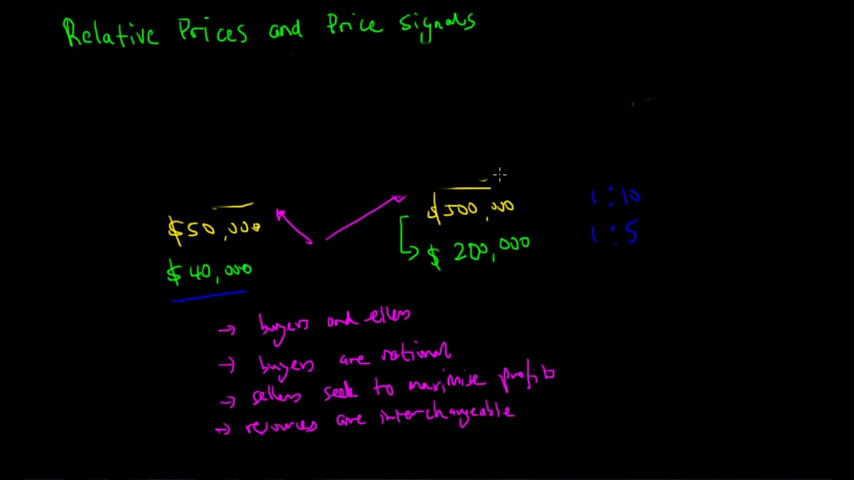 Relative Prices and Price Signals
$50,000 $500,000 1:10
$40,000 $ 200,000 1:5
→ buyers and sellers
→ buyers are rational
→ sellers seek to maximise profits
→ resources are interchangeable